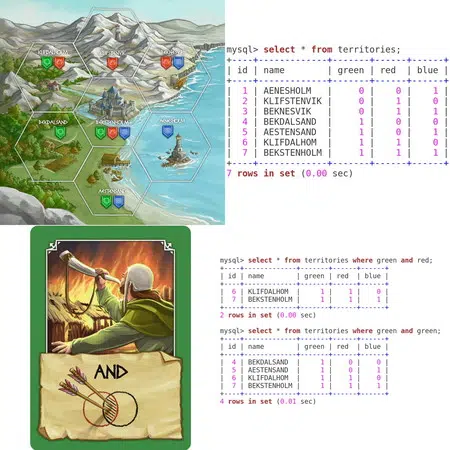 BEKDALSAND BEKSTENHOLM AENESHOLM
AESTENSAND
mysql> select * from territories;
| id | name | green | red | blue |
| 1 | AENESHOLM | 0 | 0 | 1 |
| 2 | KLIFSTENVIK | 0 | 1 | 0 |
| 3 | BEKNESVIK | 0 | 1 | 1 |
| 4 | BEKDALSAND | 1 | 0 | 0 |
| 5 | AESTENSAND | 1 | 0 | 1 |
| 6 | KLIFDALHOM | 1 | 1 | 0 |
| 7 | BEKSTENHOLM | 1 | 1 | 1 |
7 rows in set (0.00 sec)
AND
mysql> select * from territories where green and red;
| id | name | green | red | blue |
| 6 | KLIFDALHOM | 1 | 1 | 0 |
| 7 | BEKSTENHOLM | 1 | 1 | 1 |
2 rows in set (0.00 sec)
mysql> select * from territories where green and green;
| id | name | green | red | blue |
| 4 | BEKDALSAND | 1 | 0 | 0 |
| 5 | AESTENSAND | 1 | 0 | 1 |
| 6 | KLIFDALHOM | 1 | 1 | 0 |
| 7 | BEKSTENHOLM | 1 | 1 | 1 |
4 rows in set (0.01 sec)